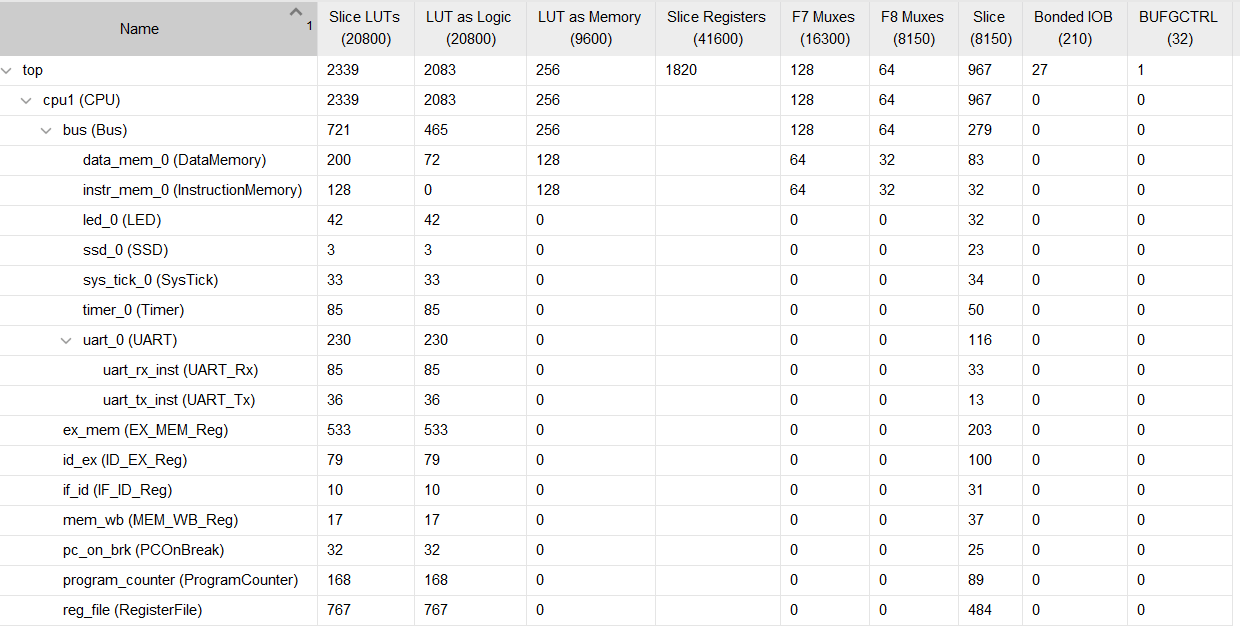 Name 1 Slice LUTs (20800) LUT as Logic (20800) LUT as Memory (9600) Slice Registers (41600) F7 Muxes (16300) F8 Muxes (8150) Slice (8150) Bonded IOB (210) BUFGCTRL (32)
top 2339 2083 256 1820 128 64 967 27 1
cpu1 (CPU) 2339 2083 256 128 64 967 0 0
bus (Bus) 721 465 256 128 64 279 0 0
data_mem_0 (DataMemory) 200 72 128 64 32 83 0 0
instr_mem_0 (InstructionMemory) 128 0 128 64 32 32 0 0
led_0 (LED) 42 42 0 0 0 32 0 0
ssd_0 (SSD) 3 3 0 0 0 23 0 0
sys_tick_0 (SysTick) 33 33 0 0 0 34 0 0
timer_0 (Timer) 85 85 0 0 0 50 0 0
uart_0 (UART) 230 230 0 0 0 116 0 0
uart_rx_inst (UART_Rx) 85 85 0 0 0 33 0 0
uart_tx_inst (UART_Tx) 36 36 0 0 0 13 0 0
ex_mem (EX_MEM_Reg) 533 533 0 0 0 203 0 0
id_ex (ID_EX_Reg) 79 79 0 0 0 100 0 0
if_id (IF_ID_Reg) 10 10 0 0 0 31 0 0
mem_wb (MEM_WB_Reg) 17 17 0 0 0 37 0 0
pc_on_brk (PCOnBreak) 32 32 0 0 0 25 0 0
program_counter (ProgramCounter) 168 168 0 0 0 89 0 0
reg_file (RegisterFile) 767 767 0 0 0 484 0 0